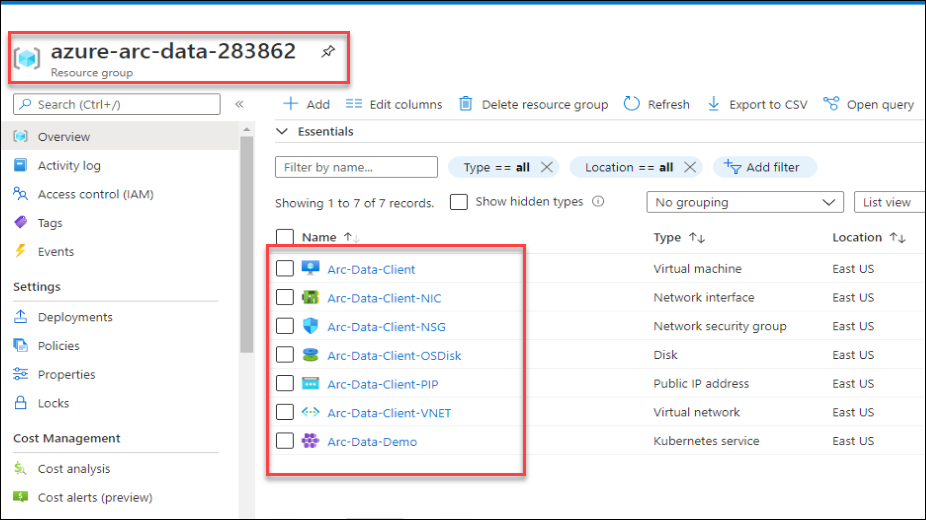 azure-arc-data-283862
Resource group
Search (Ctrl+/)
«
Add
Edit columns
Delete resource group
Refresh
Export to CSV
Open query
Overview
Activity log
Access control (IAM)
Tags
Events
Settings
Deployments
Policies
Properties
Locks
Cost Management
Cost analysis
Cost alerts (preview)
Essentials
Filter by name...
Type == all
Location == all
Add filter
Showing 1 to 7 of 7 records.
Show hidden types
No grouping
List view
Name ↑↓ Type ↑↓ Location ↑↓
Arc-Data-Client Virtual machine East US
Arc-Data-Client-NIC Network interface East US
Arc-Data-Client-NSG Network security group East US
Arc-Data-Client-OSDisk Disk East US
Arc-Data-Client-PIP Public IP address East US
Arc-Data-Client-VNET Virtual network East US
Arc-Data-Demo Kubernetes service East US